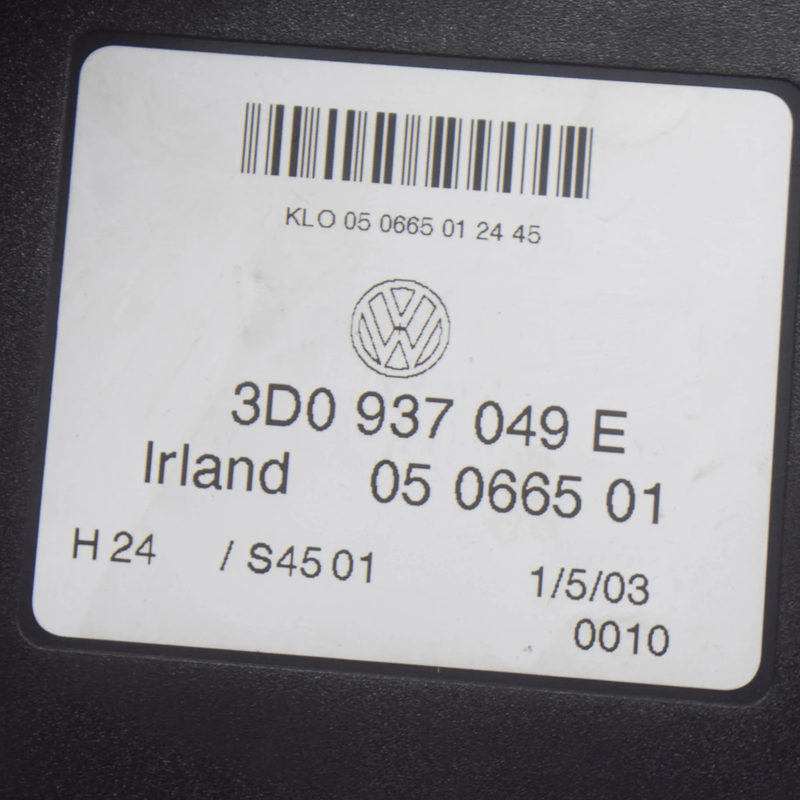 KLO 05 0665 01 24 45
VW
3D0 937 049 E
Irland 05 0665 01
H 24 / S45 01 1/5/03
0010